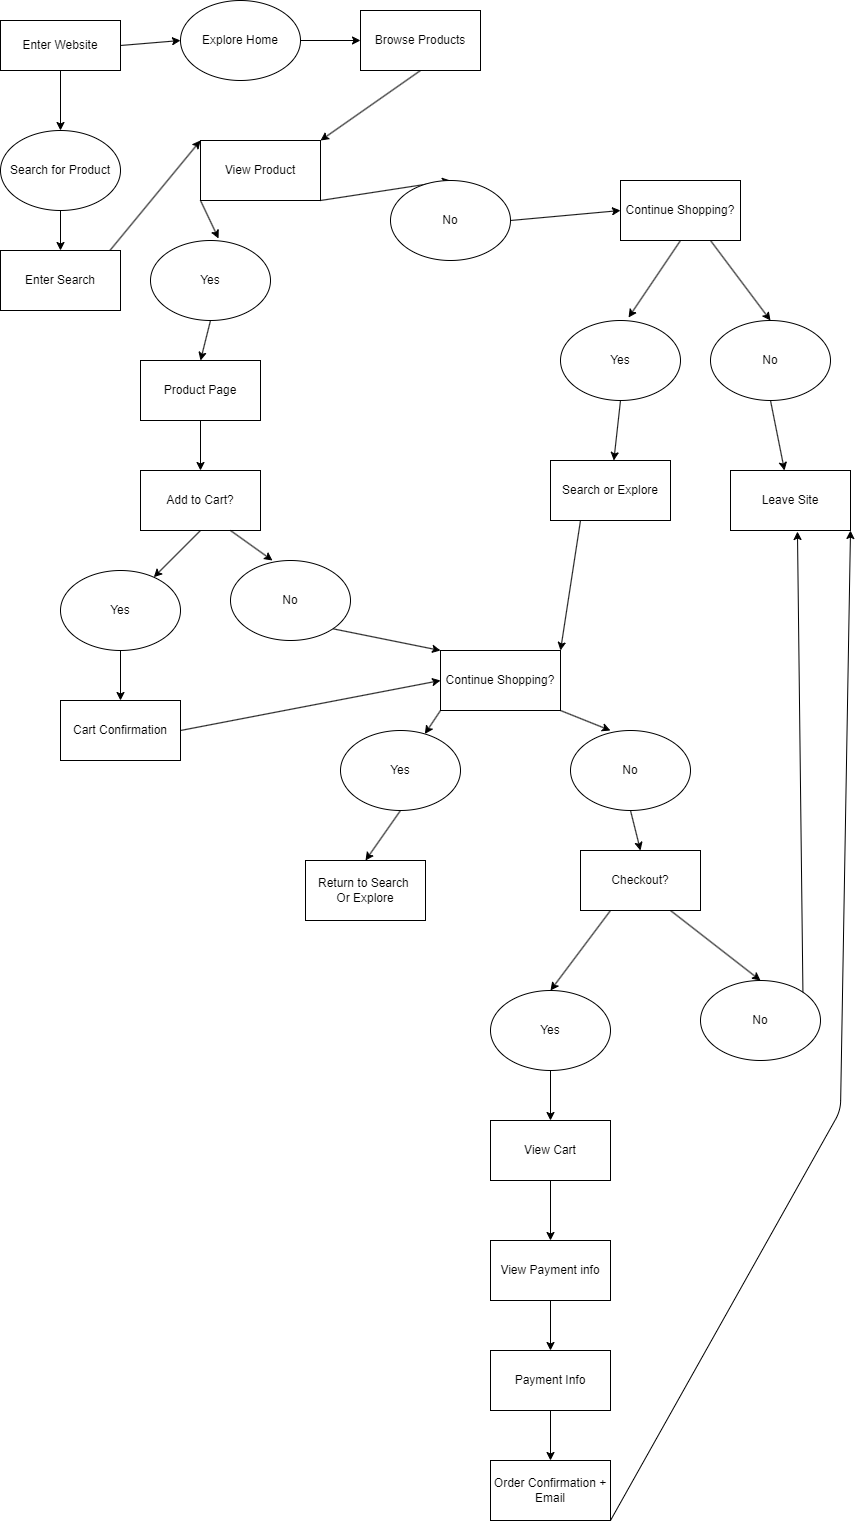 Enter Website
Explore Home
Browse Products
Search for Product
View Product
No
Continue Shopping?
Enter Search
Yes
Yes
No
Product Page
Search or Explore
Leave Site
Add to Cart?
Yes
No
Continue Shopping?
Cart Confirmation
Yes
No
Return to Search
Or Explore
Checkout?
Yes
No
View Cart
View Payment info
Payment Info
Order Confirmation +
Email